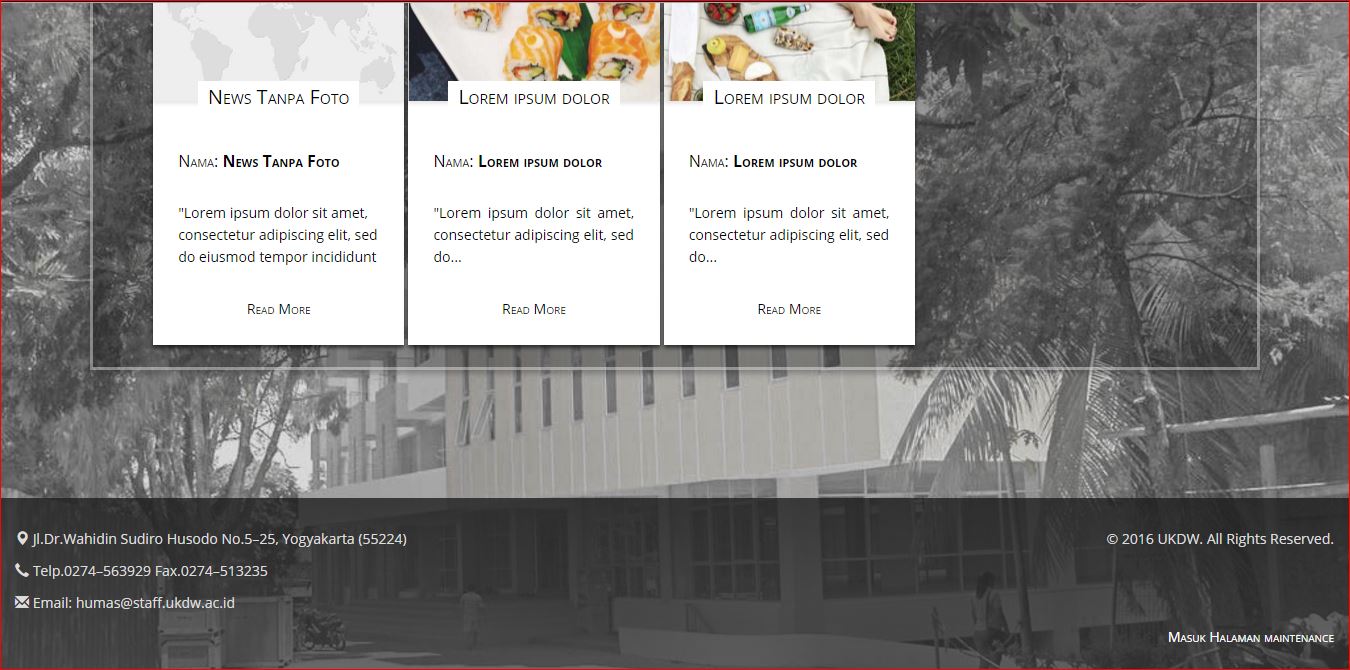 News Tanpa Foto
Nama: News Tanpa Foto
"Lorem ipsum dolor sit amet,
consectetur adipiscing elit, sed
do eiusmod tempor incididunt
Read More
Lorem ipsum dolor
Nama: Lorem ipsum dolor
"Lorem ipsum dolor sit amet,
consectetur adipiscing elit, sed
do...
Read More
Lorem ipsum dolor
Nama: Lorem ipsum dolor
"Lorem ipsum dolor sit amet,
consectetur adipiscing elit, sed
do...
Read More
Jl.Dr.Wahidin Sudiro Husodo No.5–25, Yogyakarta (55224)
Telp.0274–563929 Fax.0274–513235
Email: humas@staff.ukdw.ac.id
© 2016 UKDW. All Rights Reserved.
Masuk Halaman maintenance